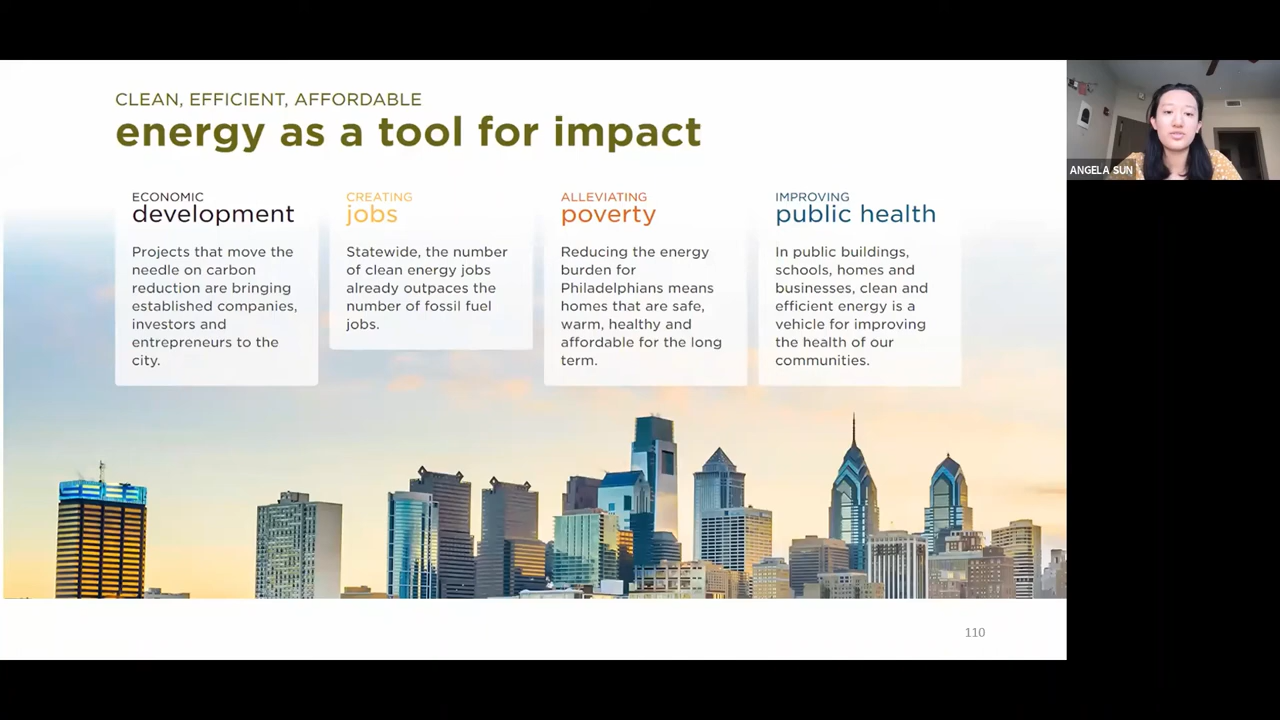 CLEAN, EFFICIENT, AFFORDABLE
energy as a tool for impact
ECONOMIC
development
Projects that move the
needle on carbon
reduction are bringing
established companies,
investors and
entrepreneurs to the
city.
CREATING
jobs
Statewide, the number
of clean energy jobs
already outpaces the
number of fossil fuel
jobs.
ALLEVIATING
poverty
Reducing the energy
burden for
Philadelphians means
homes that are safe,
warm, healthy and
affordable for the long
term.
IMPROVING
public health
In public buildings,
schools, homes and
businesses, clean and
efficient energy is a
vehicle for improving
the health of our
communities.
110
ANGELA SUN